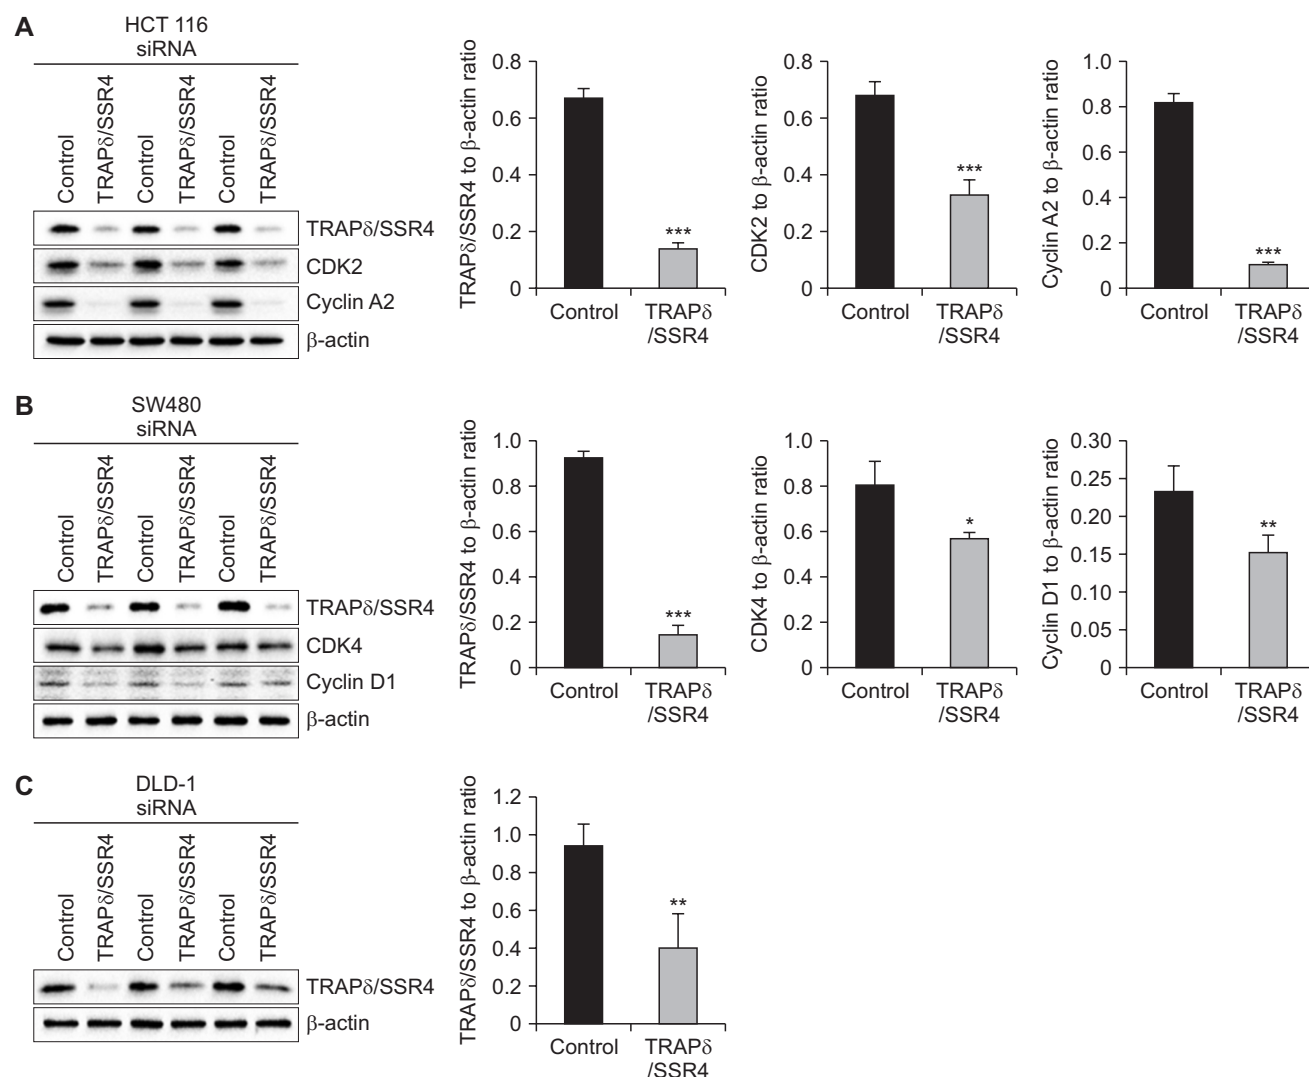 A
HCT 116
siRNA
Control
TRAPδ/SSR4
Control
TRAPδ/SSR4
Control
TRAPδ/SSR4
TRAPδ/SSR4
CDK2
Cyclin A2
β-actin
TRAPδ/SSR4 to β-actin ratio
0.8
0.6
0.4
0.2
0
***
Control
TRAPδ
/SSR4
CDK2 to β-actin ratio
0.8
0.6
0.4
0.2
0
***
Control
TRAPδ
/SSR4
Cyclin A2 to β-actin ratio
1.0
0.8
0.6
0.4
0.2
0
***
Control
TRAPδ
/SSR4
B
SW480
siRNA
Control
TRAPδ/SSR4
Control
TRAPδ/SSR4
Control
TRAPδ/SSR4
TRAPδ/SSR4
CDK4
Cyclin D1
β-actin
TRAPδ/SSR4 to β-actin ratio
1.0
0.8
0.6
0.4
0.2
0
***
Control
TRAPδ
/SSR4
CDK4 to β-actin ratio
1.0
0.8
0.6
0.4
0.2
0
*
Control
TRAPδ
/SSR4
Cyclin D1 to β-actin ratio
0.30
0.25
0.20
0.15
0.10
0.05
0
**
Control
TRAPδ
/SSR4
C
DLD-1
siRNA
Control
TRAPδ/SSR4
Control
TRAPδ/SSR4
Control
TRAPδ/SSR4
TRAPδ/SSR4
β-actin
TRAPδ/SSR4 to β-actin ratio
1.2
1.0
0.8
0.6
0.4
0.2
0
**
Control
TRAPδ
/SSR4